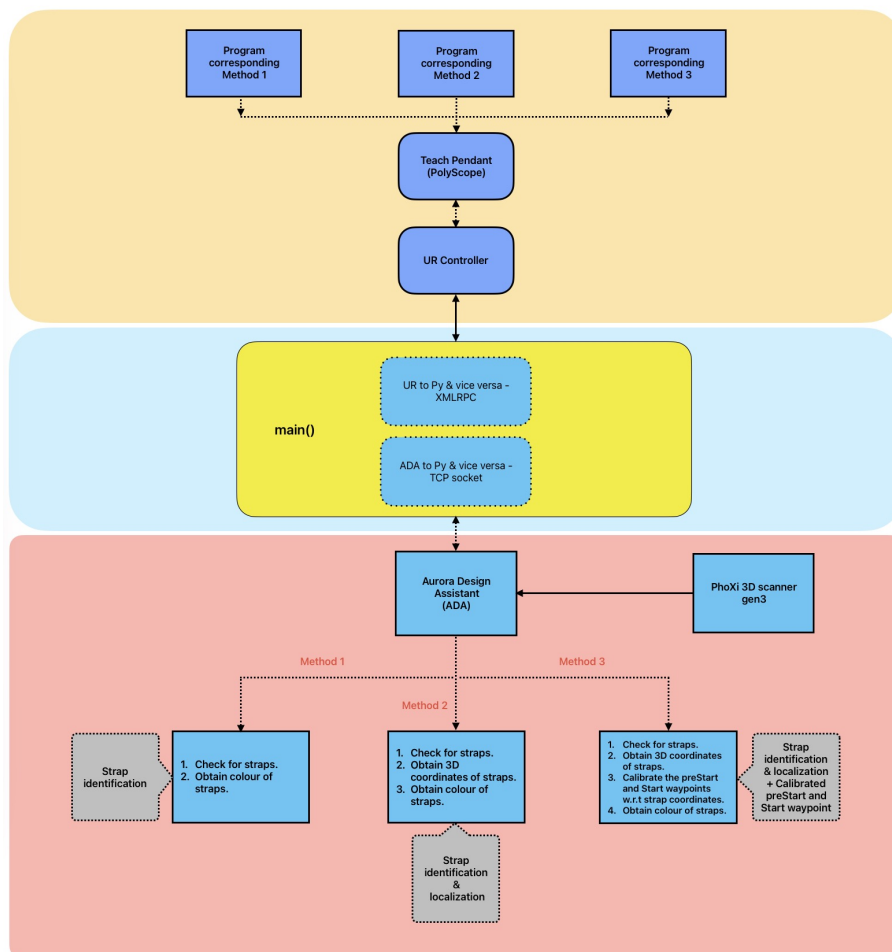 Program
corresponding
Method 1
Program
corresponding
Method 2
Program
corresponding
Method 3
Teach Pendant
(PolyScope)
UR Controller
main()
UR to Py & vice versa -
XMLRPC
ADA to Py & vice versa -
TCP socket
Aurora Design
Assistant
(ADA)
PhoXi 3D scanner
gen3
Method 1
Method 3
Method 2
Strap
identification
1. Check for straps.
2. Obtain colour of
straps.
1. Check for straps.
2. Obtain 3D
coordinates of straps.
3. Obtain colour of
straps.
1. Check for straps.
2. Obtain 3D coordinates
of straps.
3. Calibrate the preStart
and Start waypoints
w.r.t strap coordinates.
4. Obtain colour of straps.
Strap
identification
& localization
+ Calibrated
preStart and
Start waypoint
Strap
identification
&
localization